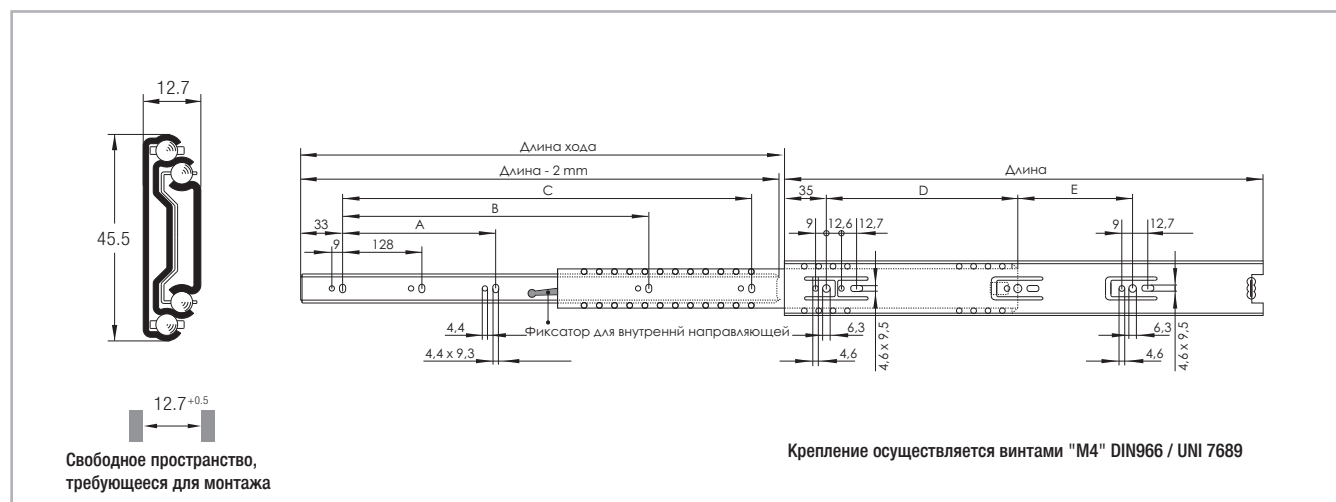 12.7
45.5
12.7+0.5
Свободное пространство,
требующееся для монтажа
Длина хода
Длина - 2 mm
Длина
C
35
D
E
B
33
A
9
12,6
12,7
9
12,7
9
128
4,4
Фиксатор для внутреннй направляющей
6,3
4,6 x 9,5
6,3
4,6 x 9,5
4,4 x 9,3
4,6
4,6
Крепление осуществляется винтами "М4" DIN966 / UNI 7689